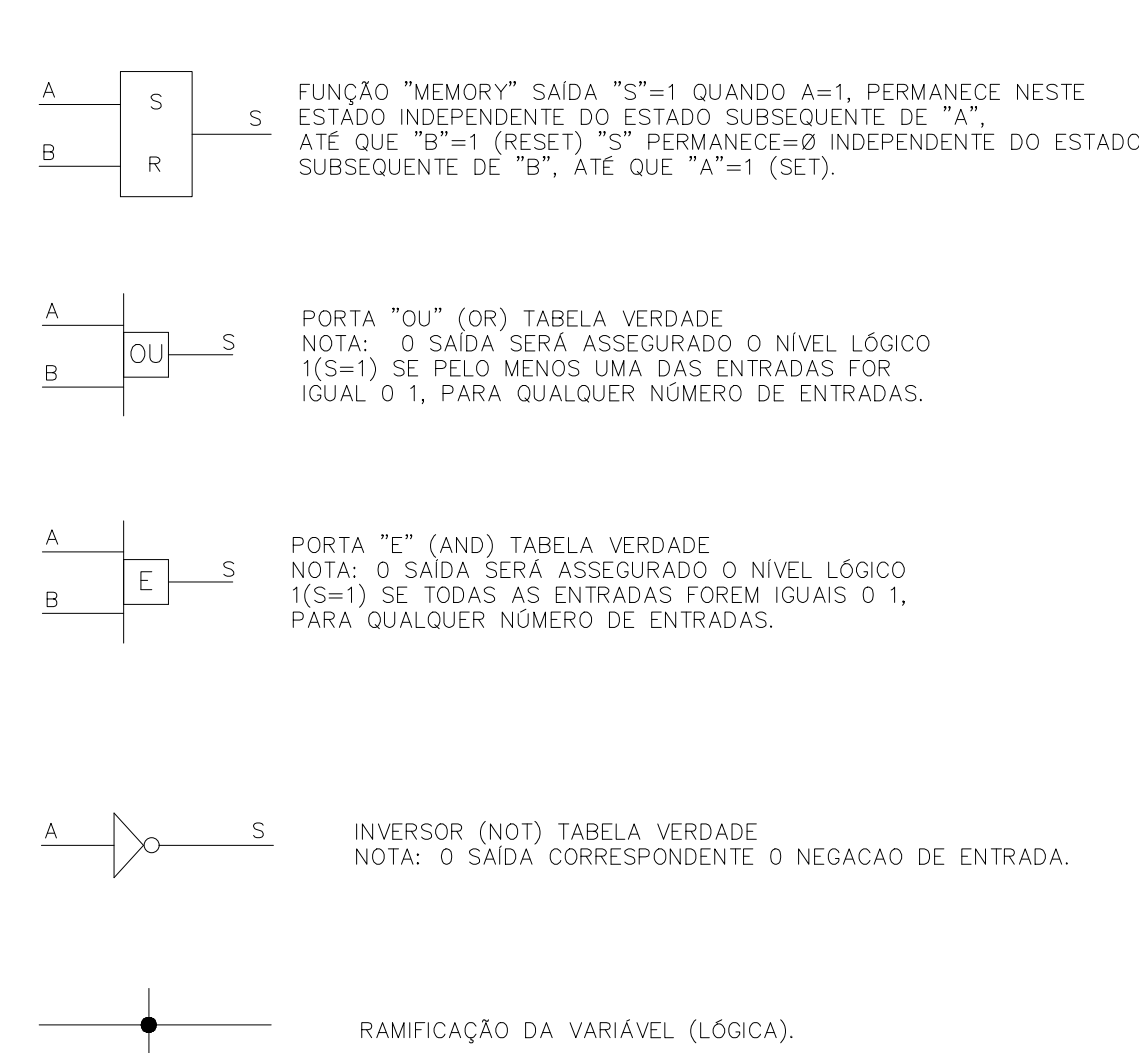 A
B
S
R
S
FUNÇÃO "MEMORY" SAÍDA "S"=1 QUANDO A=1, PERMANECE NESTE
ESTADO INDEPENDENTE DO ESTADO SUBSEQUENTE DE "A",
ATÉ QUE "B"=1 (RESET) "S" PERMANECE=Ø INDEPENDENTE DO ESTADO
SUBSEQUENTE DE "B", ATÉ QUE "A"=1 (SET).
A
B
OU
S
PORTA "OU" (OR) TABELA VERDADE
NOTA: O SAÍDA SERÁ ASSEGURADO O NÍVEL LÓGICO
1(S=1) SE PELO MENOS UMA DAS ENTRADAS FOR
IGUAL O 1, PARA QUALQUER NÚMERO DE ENTRADAS.
A
B
E
S
PORTA "E" (AND) TABELA VERDADE
NOTA: O SAÍDA SERÁ ASSEGURADO O NÍVEL LÓGICO
1(S=1) SE TODAS AS ENTRADAS FOREM IGUAIS O 1,
PARA QUALQUER NÚMERO DE ENTRADAS.
A
S
INVERSOR (NOT) TABELA VERDADE
NOTA: O SAÍDA CORRESPONDENTE O NEGACAO DE ENTRADA.
RAMIFICAÇÃO DA VARIÁVEL (LÓGICA).